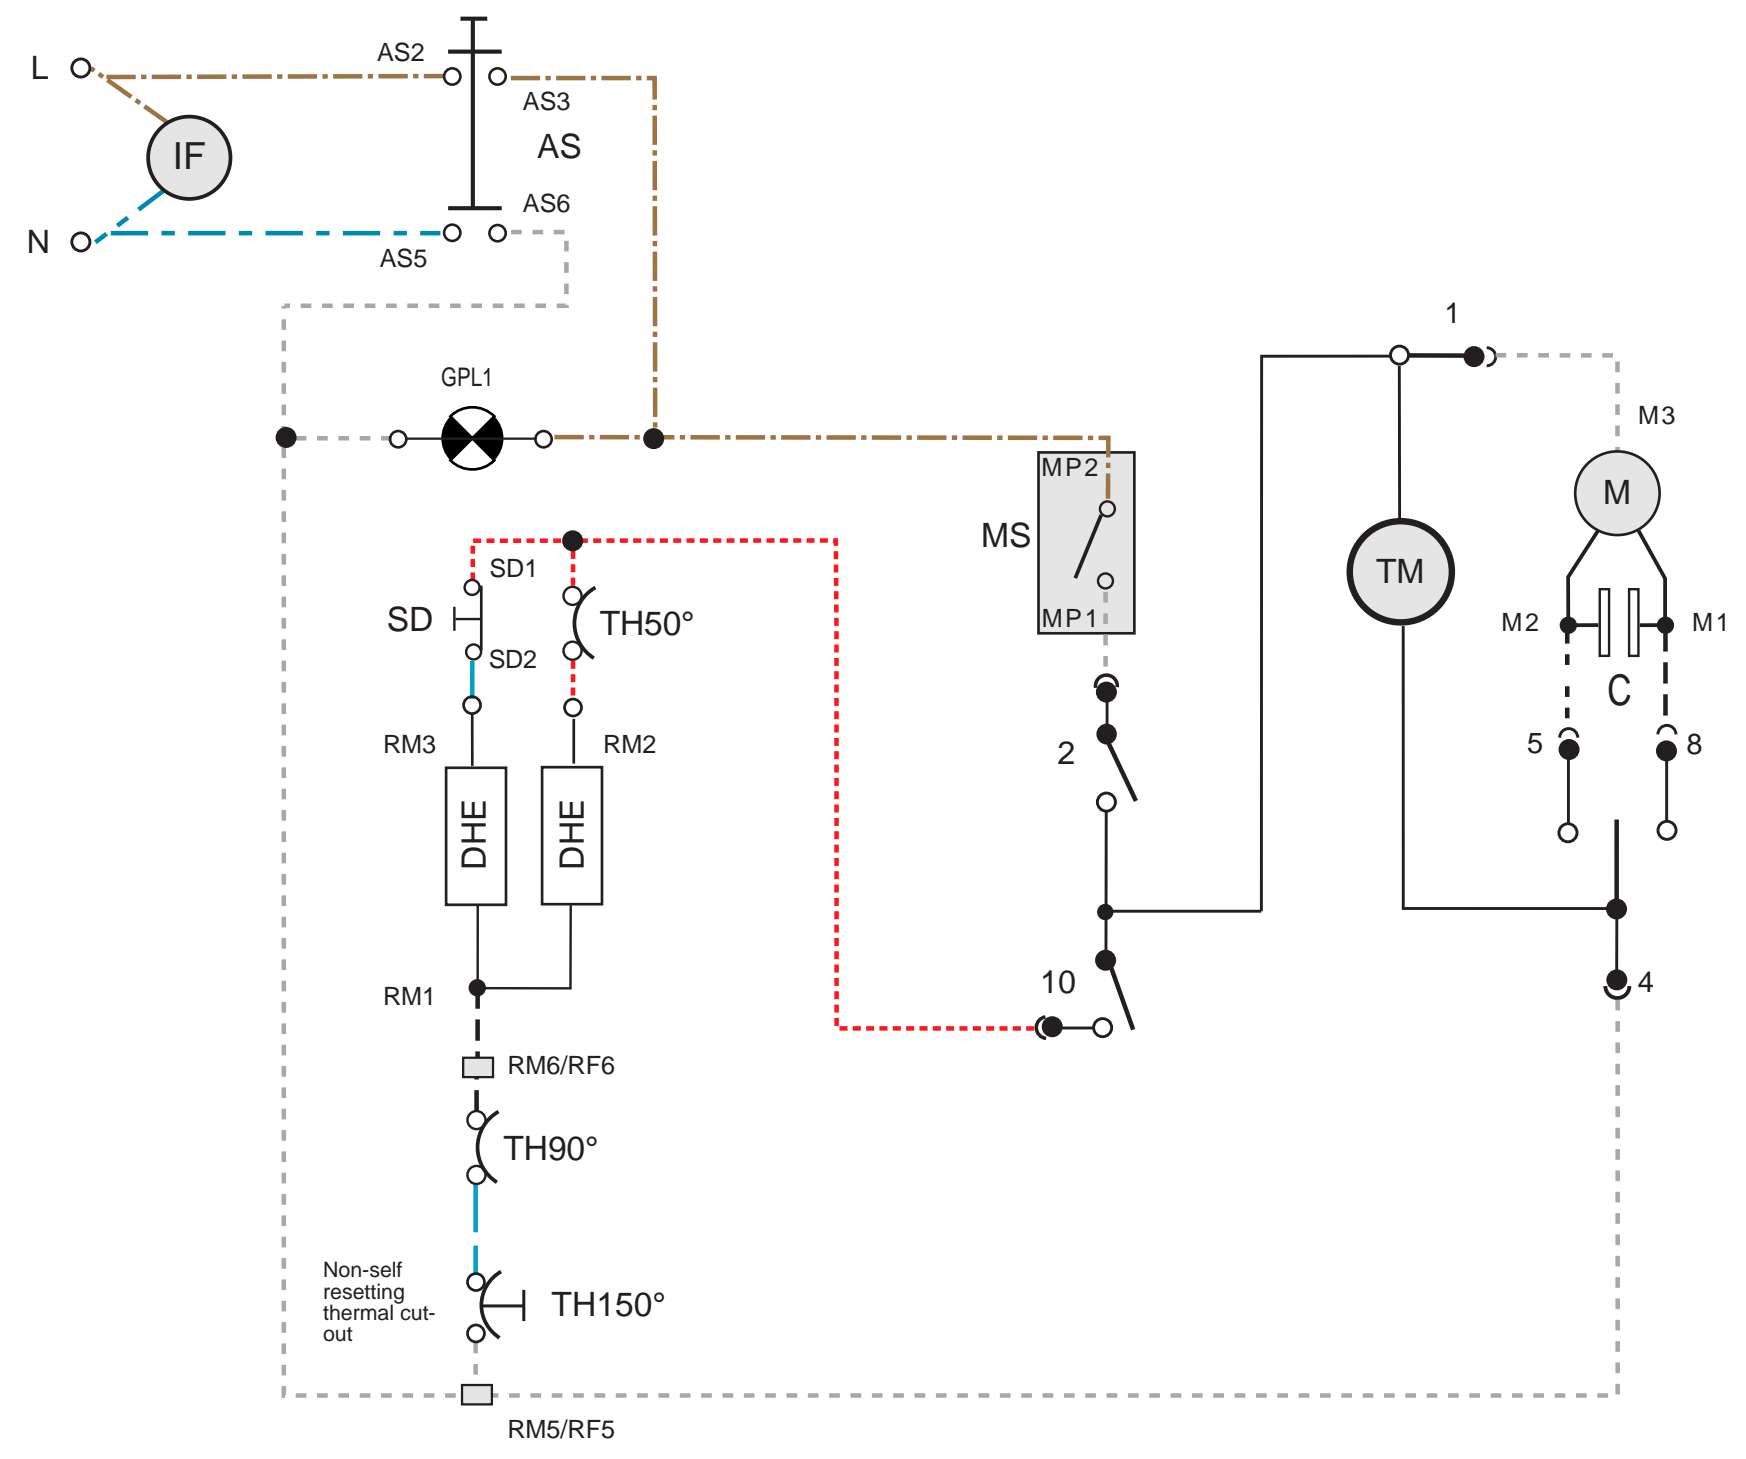 AS2
L
AS3
AS
IF
AS6
N
AS5
1
GPL1
M3
MP2
M
MS
SD1
TM
SD
TH50°
MP1
M2
M1
SD2
C
RM3
RM2
2
5
8
DHE
DHE
10
4
RM1
RM6/RF6
TH90°
Non-self
resetting
thermal cut-
out
TH150°
RM5/RF5